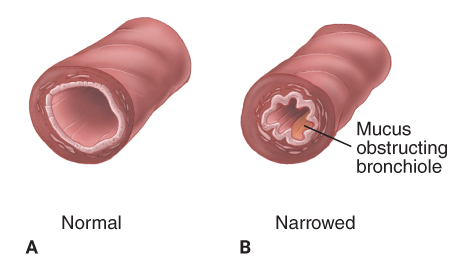 Mucus
obstructing
bronchiole
Normal
Narrowed
A
B